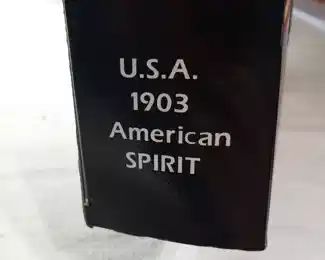 U.S.A.
1903
American
SPIRIT